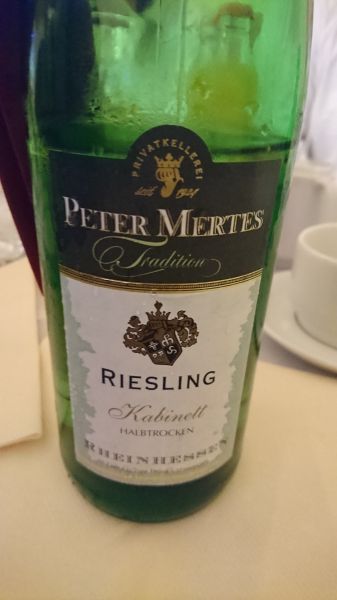 PRIVATKELLEREI
seit 1924
PETER MERTES
Tradition
RIESLING
Kabinett
HALBTROCKEN
RHEINHESSEN